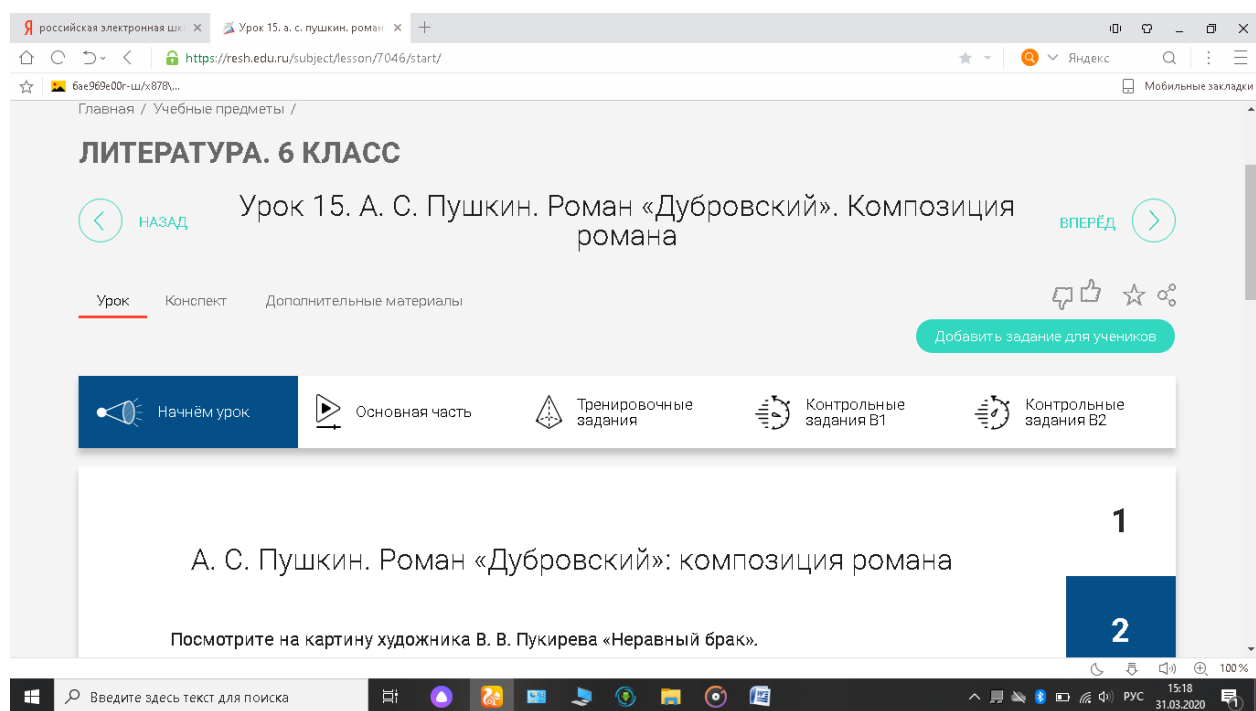 российская электронная шк
Урок 15. а. с. пушкин. роман
https://resh.edu.ru/subject/lesson/7046/start/
Яндекс
6ae969e00r-ш/x878\...
Мобильные закладки
Главная / Учебные предметы /
ЛИТЕРАТУРА. 6 КЛАСС
НАЗАД
Урок 15. А. С. Пушкин. Роман «Дубровский». Композиция
романа
ВПЕРЁД
Урок Конспект Дополнительные материалы
Добавить задание для учеников
Начнём урок
Основная часть
Тренировочные
задания
Контрольные
задания В1
Контрольные
задания В2
1
А. С. Пушкин. Роман «Дубровский»: композиция романа
2
Посмотрите на картину художника В. В. Пукирева «Неравный брак».
100 %
Введите здесь текст для поиска
РУС
15:18
31.03.2020